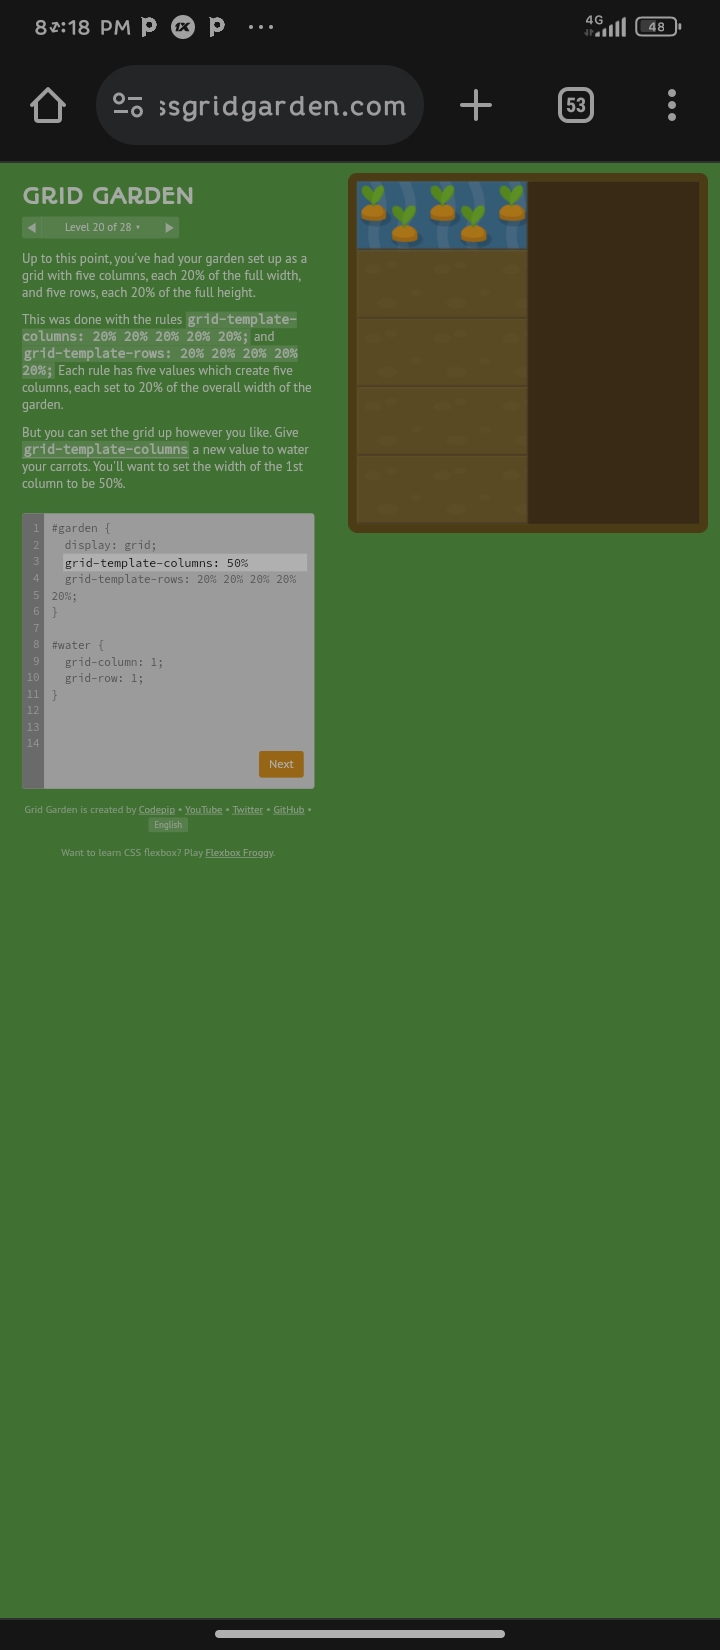 8:18 PM
4G
48
ssgridgarden.com
53
GRID GARDEN
Level 20 of 28
Up to this point, you've had your garden set up as a
grid with five columns, each 20% of the full width,
and five rows, each 20% of the full height.
This was done with the rules grid-template-
columns: 20% 20% 20% 20% 20%; and
grid-template-rows: 20% 20% 20% 20%
20%; Each rule has five values which create five
columns, each set to 20% of the overall width of the
garden.
But you can set the grid up however you like. Give
grid-template-columns a new value to water
your carrots. You'll want to set the width of the 1st
column to be 50%.
1 #garden {
2 display: grid;
3 grid-template-columns: 50%
4 grid-template-rows: 20% 20% 20% 20%
5 20%;
6 }
7
8 #water {
9 grid-column: 1;
10 grid-row: 1;
11 }
12
13
14
Next
Grid Garden is created by Codepip • YouTube • Twitter • GitHub •
English
Want to learn CSS flexbox? Play Flexbox Froggy.